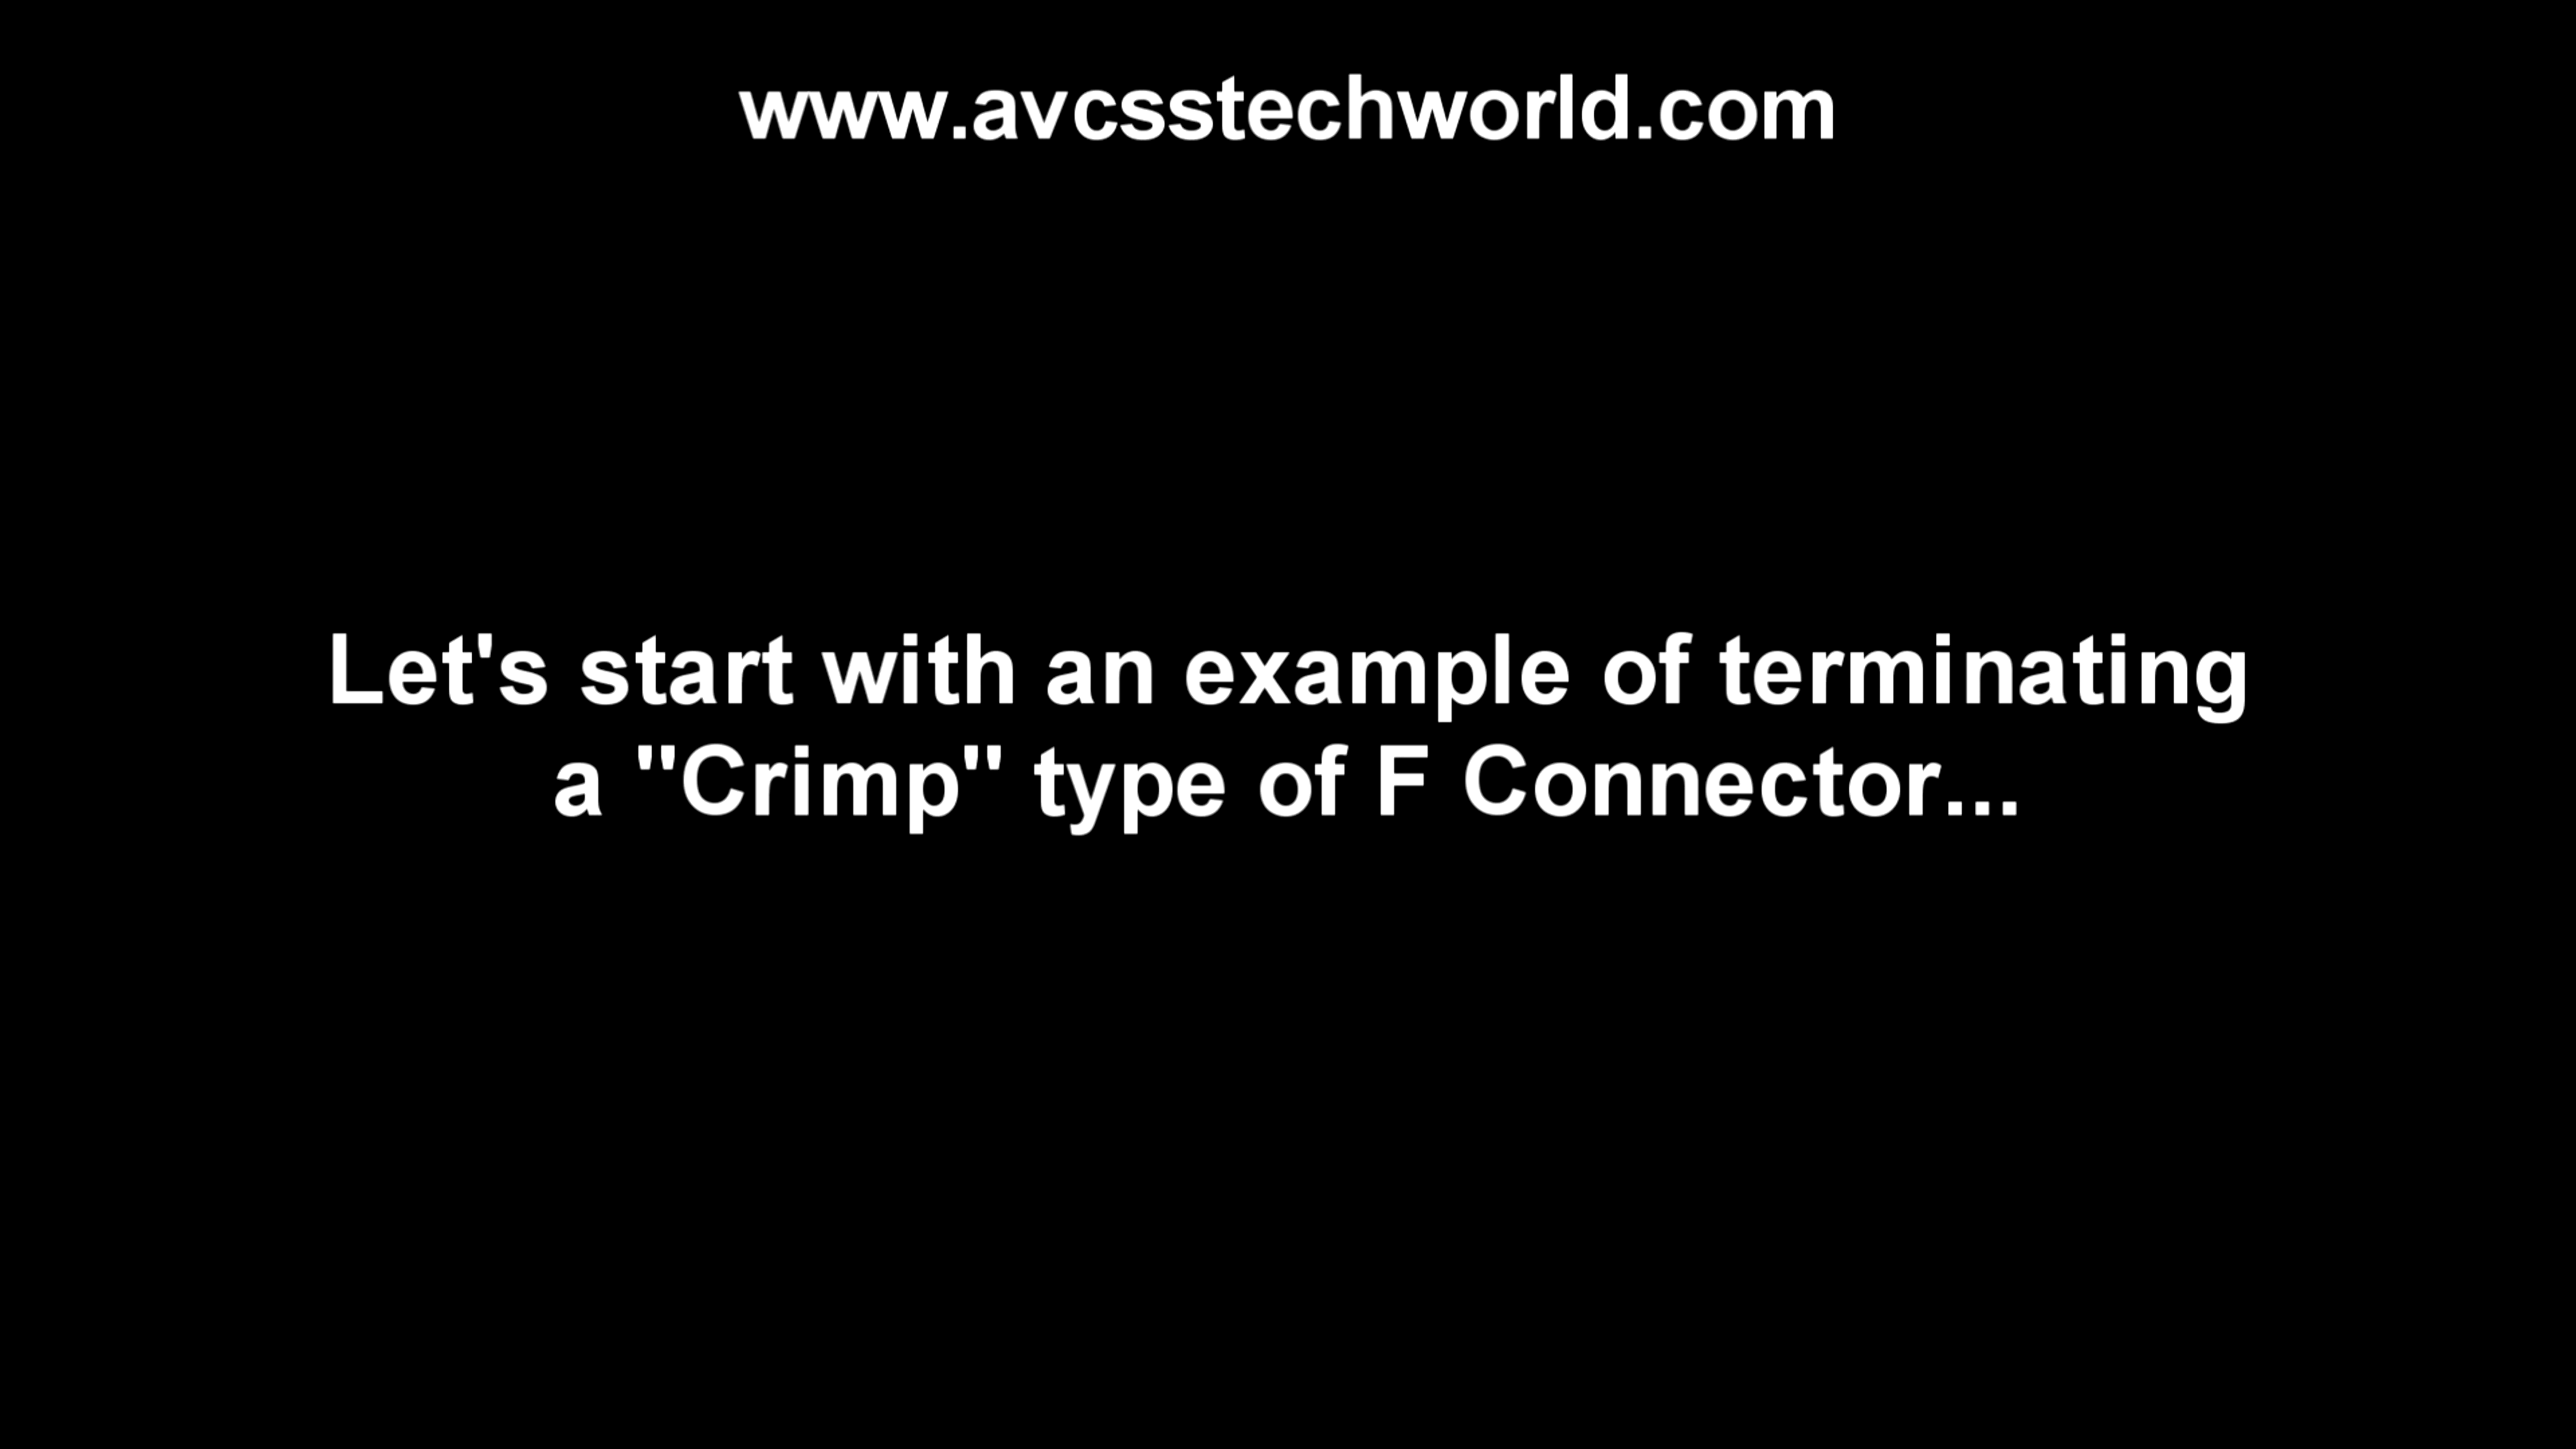 www.avcsstechworld.com
Let's start with an example of terminating
a "Crimp" type of F Connector...